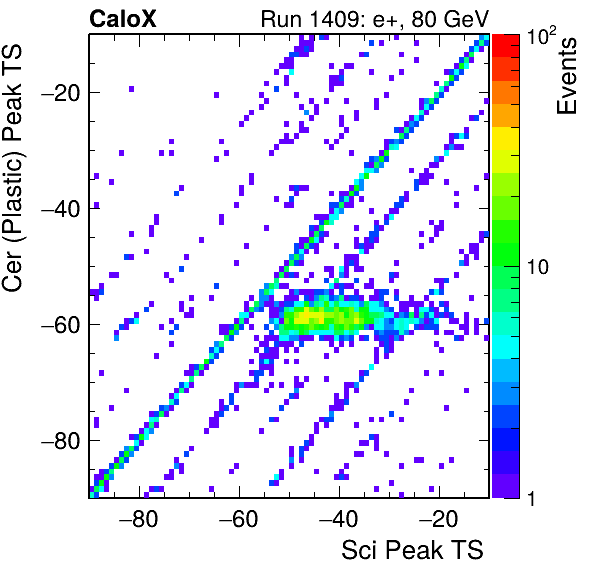 CaloX Run 1409: e+, 80 GeV
Cer (Plastic) Peak TS
−20
−40
−60
−80
−80 −60 −40 −20
Sci Peak TS
10²
10
1
Events